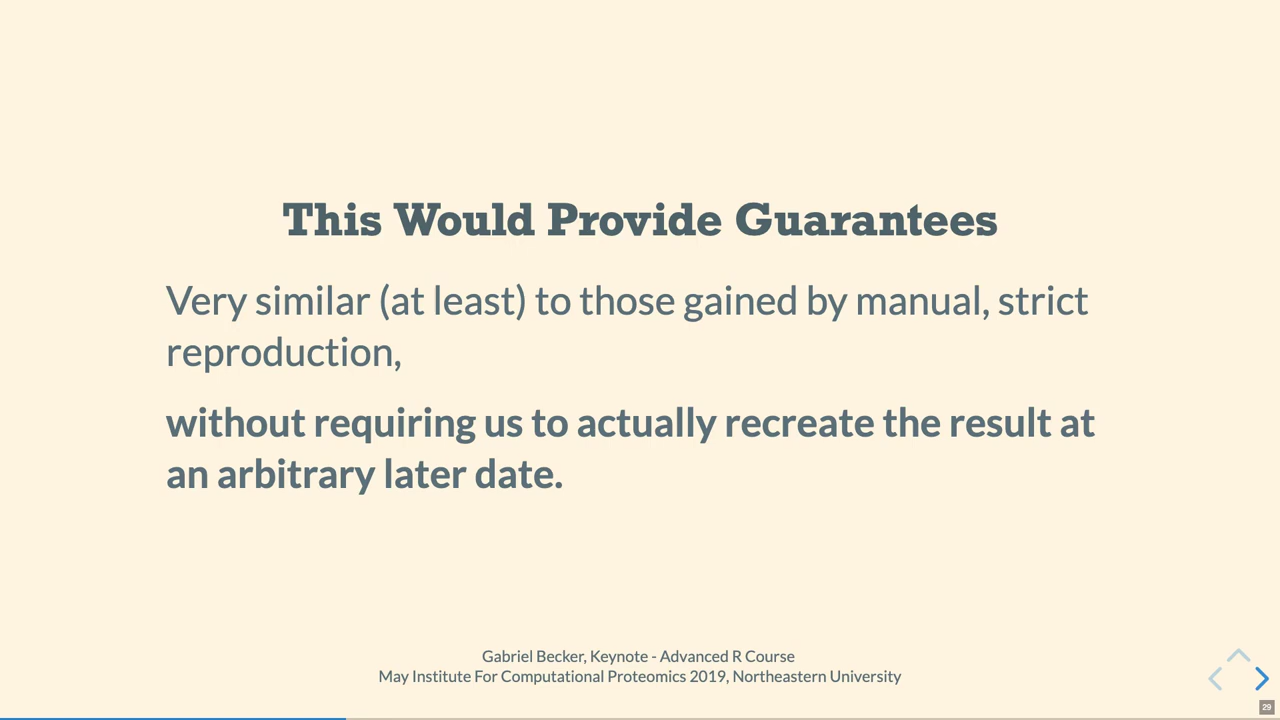 This Would Provide Guarantees
Very similar (at least) to those gained by manual, strict
reproduction,
without requiring us to actually recreate the result at
an arbitrary later date.
Gabriel Becker, Keynote - Advanced R Course
May Institute For Computational Proteomics 2019, Northeastern University
29